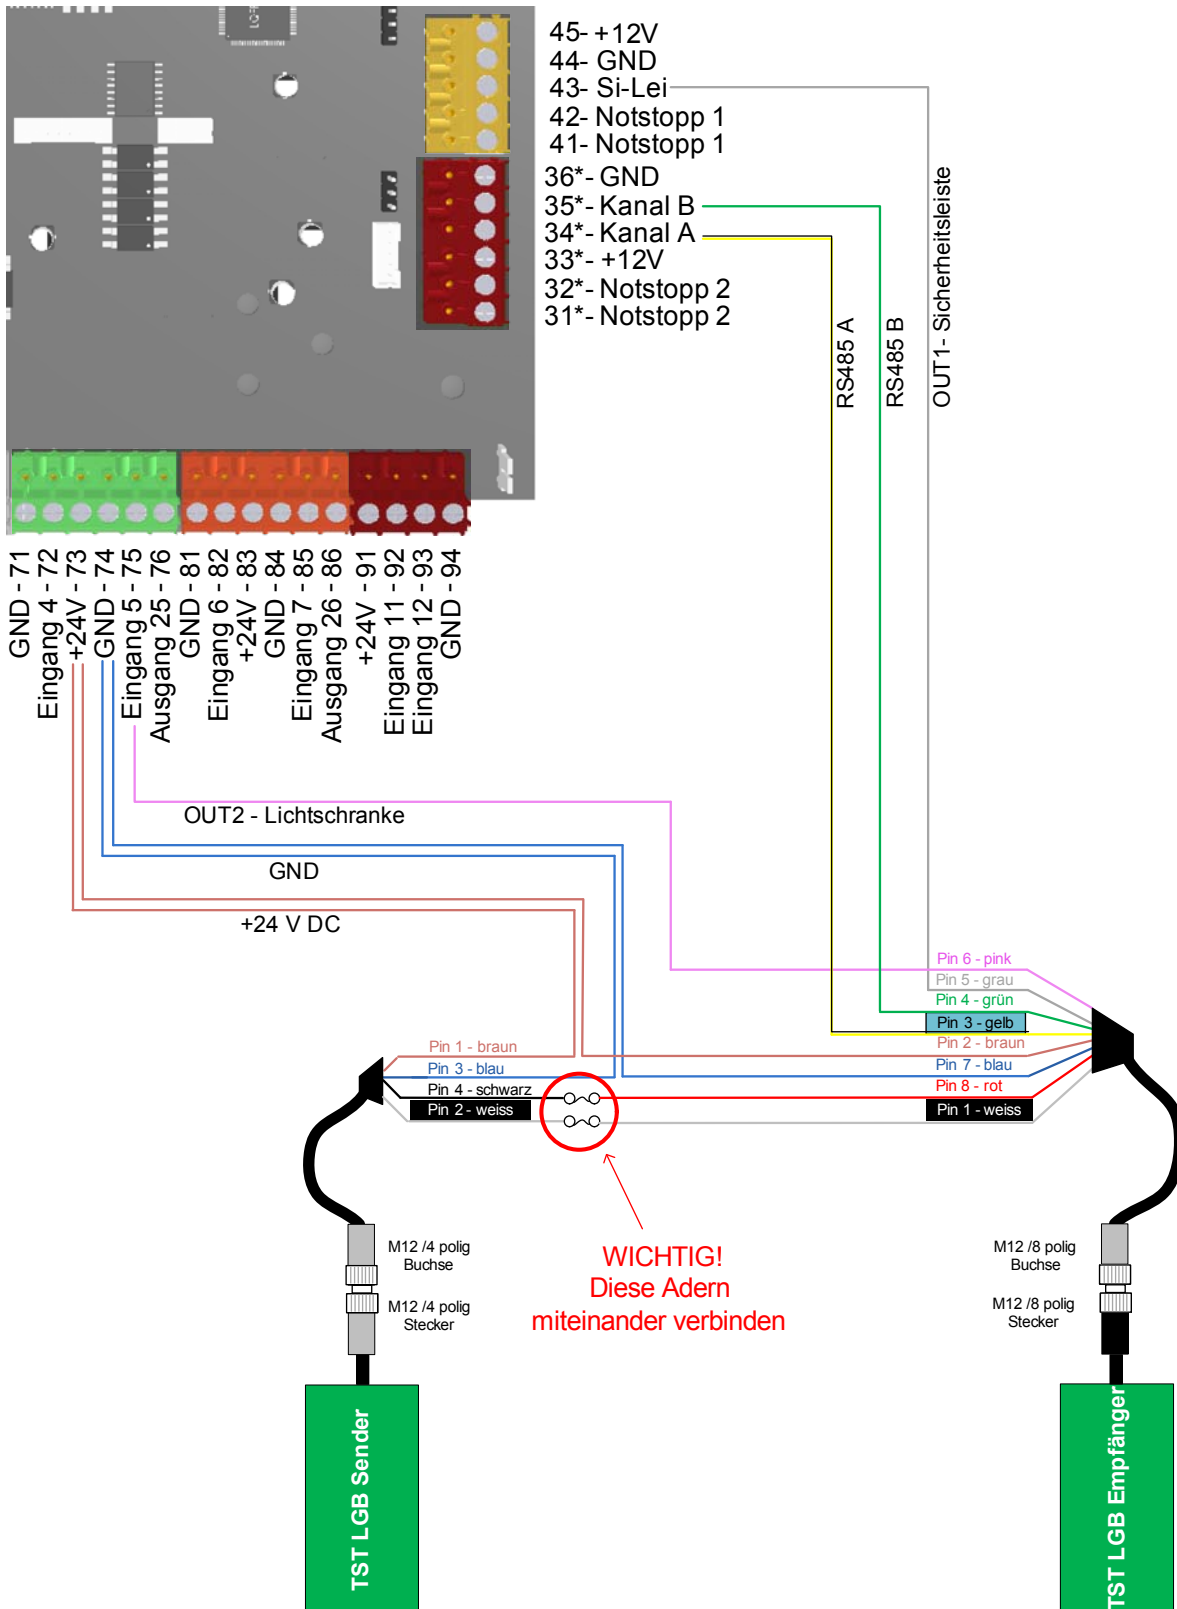 LQFP
45- +12V
44- GND
43- Si-Lei
42- Notstopp 1
41- Notstopp 1
36*- GND
35*- Kanal B
34*- Kanal A
33*- +12V
32*- Notstopp 2
31*- Notstopp 2
RS485 A
RS485 B
OUT1- Sicherheitsleiste
GND - 71
Eingang 4 - 72
+24V - 73
GND - 74
Eingang 5 - 75
Ausgang 25 - 76
GND - 81
Eingang 6 - 82
+24V - 83
GND - 84
Eingang 7 - 85
Ausgang 26 - 86
+24V - 91
Eingang 11 - 92
Eingang 12 - 93
GND - 94
OUT2 - Lichtschranke
GND
+24 V DC
Pin 6 - pink
Pin 5 - grau
Pin 4 - grün
Pin 3 - gelb
Pin 2 - braun
Pin 7 - blau
Pin 8 - rot
Pin 1 - weiss
Pin 1 - braun
Pin 3 - blau
Pin 4 - schwarz
Pin 2 - weiss
WICHTIG!
Diese Adern
miteinander verbinden
M12 /4 polig
Buchse
M12 /4 polig
Stecker
M12 /8 polig
Buchse
M12 /8 polig
Stecker
TST LGB Sender
TST LGB Empfänger